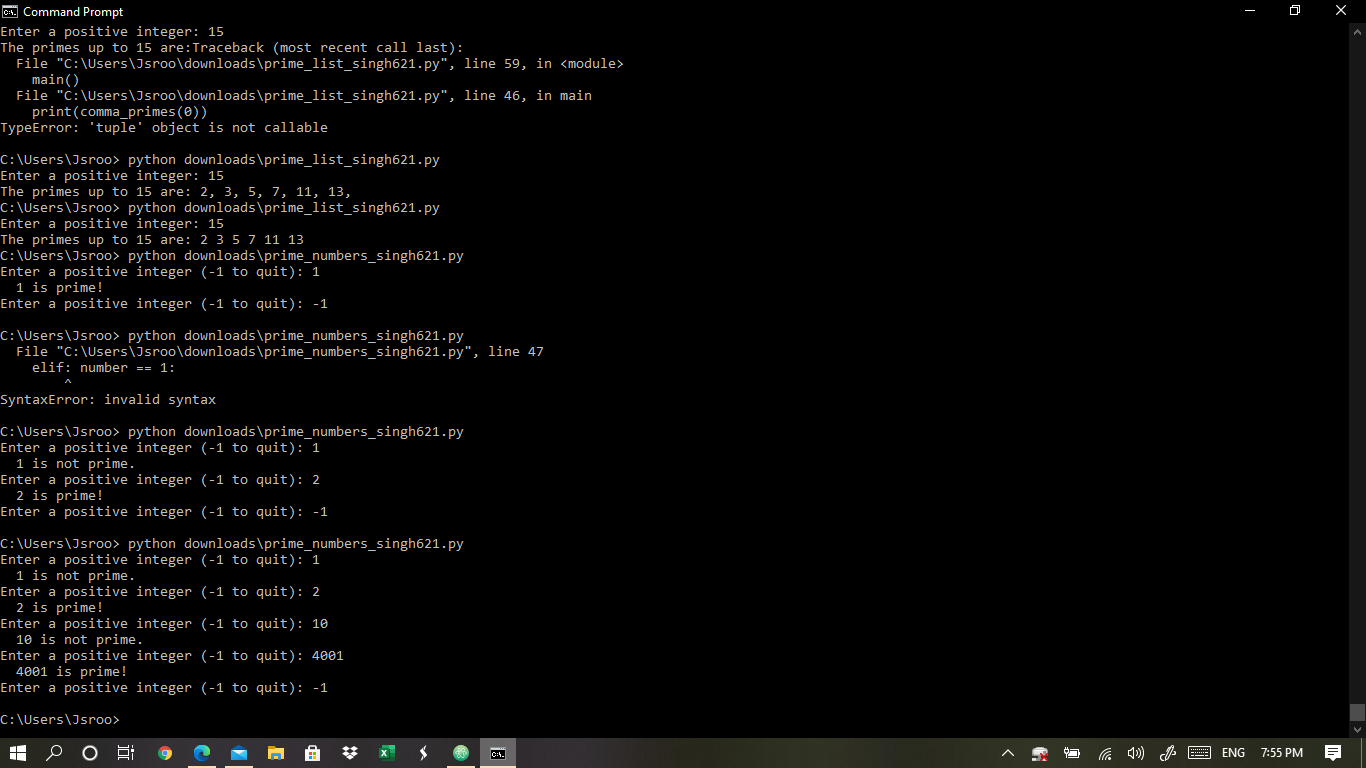 Command Prompt
Enter a positive integer: 15
The primes up to 15 are:Traceback (most recent call last):
  File "C:\Users\Jsroo\downloads\prime_list_singh621.py", line 59, in <module>
    main()
  File "C:\Users\Jsroo\downloads\prime_list_singh621.py", line 46, in main
    print(comma_primes(0))
TypeError: 'tuple' object is not callable
C:\Users\Jsroo> python downloads\prime_list_singh621.py
Enter a positive integer: 15
The primes up to 15 are: 2, 3, 5, 7, 11, 13,
C:\Users\Jsroo> python downloads\prime_list_singh621.py
Enter a positive integer: 15
The primes up to 15 are: 2 3 5 7 11 13
C:\Users\Jsroo> python downloads\prime_numbers_singh621.py
Enter a positive integer (-1 to quit): 1
  1 is prime!
Enter a positive integer (-1 to quit): -1
C:\Users\Jsroo> python downloads\prime_numbers_singh621.py
  File "C:\Users\Jsroo\downloads\prime_numbers_singh621.py", line 47
    elif: number == 1:
        ^
SyntaxError: invalid syntax
C:\Users\Jsroo> python downloads\prime_numbers_singh621.py
Enter a positive integer (-1 to quit): 1
  1 is not prime.
Enter a positive integer (-1 to quit): 2
  2 is prime!
Enter a positive integer (-1 to quit): -1
C:\Users\Jsroo> python downloads\prime_numbers_singh621.py
Enter a positive integer (-1 to quit): 1
  1 is not prime.
Enter a positive integer (-1 to quit): 2
  2 is prime!
Enter a positive integer (-1 to quit): 10
  10 is not prime.
Enter a positive integer (-1 to quit): 4001
  4001 is prime!
Enter a positive integer (-1 to quit): -1
C:\Users\Jsroo>
ENG 7:55 PM